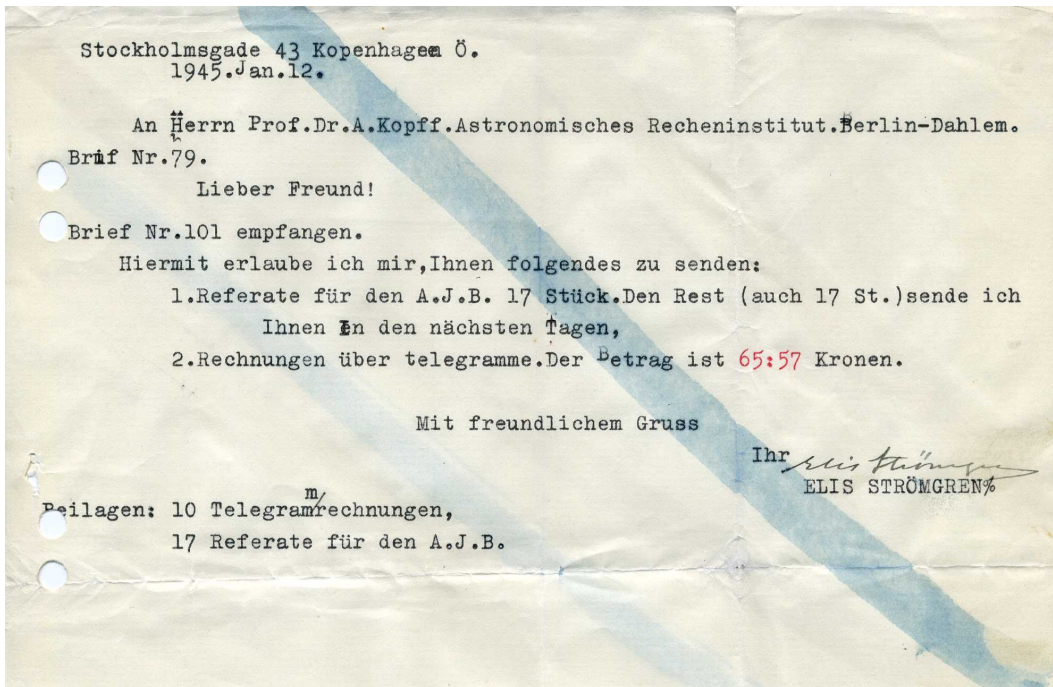 Stockholmsgade 43 Kopenhagen Ö.
1945.Jan.12.
An Herrn Prof.Dr.A.Kopff.Astronomisches Recheninstitut.Berlin-Dahlem.
Brif Nr.79.
Lieber Freund!
Brief Nr.101 empfangen.
Hiermit erlaube ich mir,Ihnen folgendes zu senden:
1.Referate für den A.J.B. 17 Stück.Den Rest (auch 17 St.)sende ich
Ihnen In den nächsten Tagen,
2.Rechnungen über telegramme.Der Betrag ist 65:57 Kronen.
Mit freundlichem Gruss
Ihr Elis Strömgren
ELIS STRÖMGREN%
Beilagen: 10 Telegrammrechnungen,
17 Referate für den A.J.B.